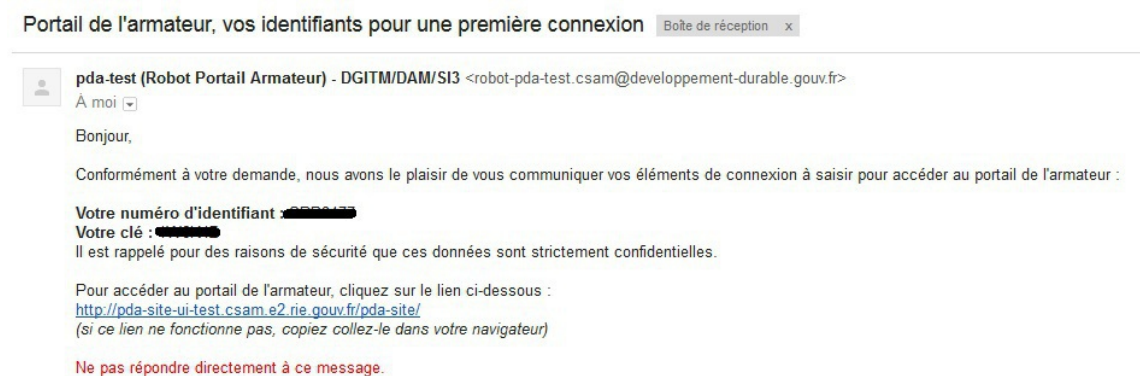 Portail de l'armateur, vos identifiants pour une première connexion Boîte de réception x
pda-test (Robot Portail Armateur) - DGITM/DAM/SI3 <robot-pda-test.csam@developpement-durable.gouv.fr>
À moi
Bonjour,
Conformément à votre demande, nous avons le plaisir de vous communiquer vos éléments de connexion à saisir pour accéder au portail de l'armateur :
Votre numéro d'identifiant :
Votre clé :
Il est rappelé pour des raisons de sécurité que ces données sont strictement confidentielles.
Pour accéder au portail de l'armateur, cliquez sur le lien ci-dessous :
http://pda-site-ui-test.csam.e2.rie.gouv.fr/pda-site/
(si ce lien ne fonctionne pas, copiez collez-le dans votre navigateur)
Ne pas répondre directement à ce message.